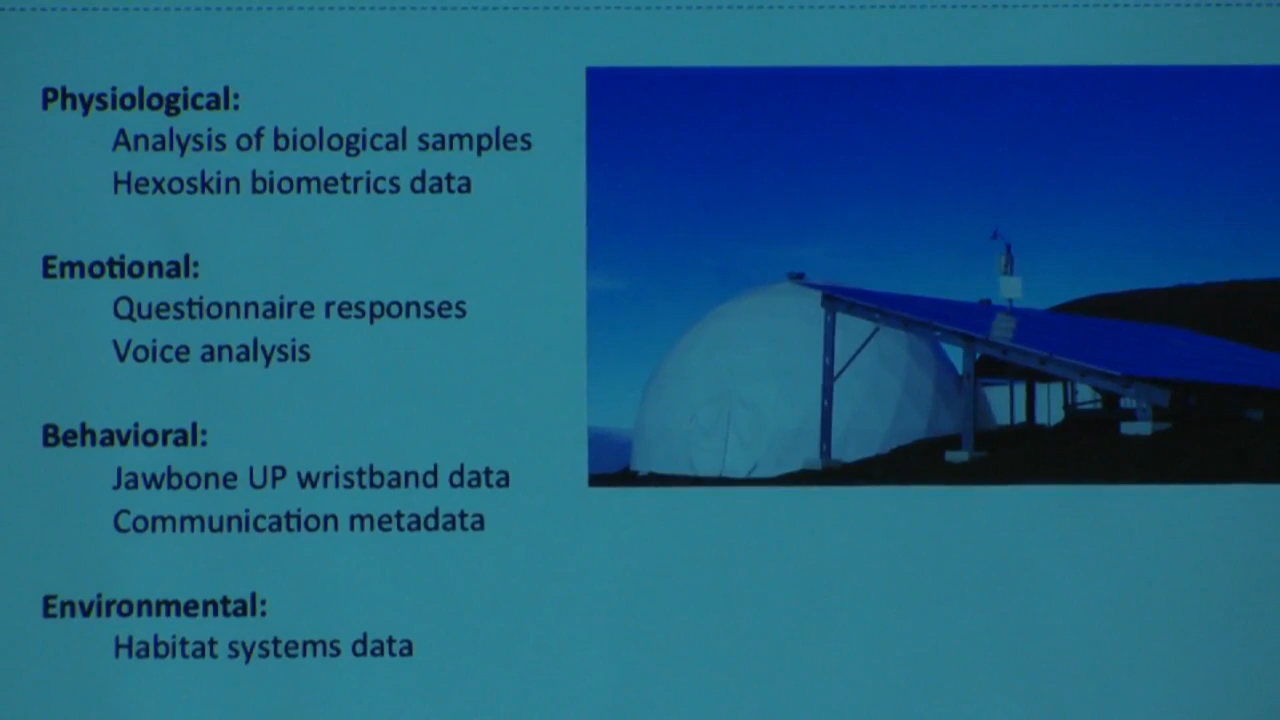 Physiological:
Analysis of biological samples
Hexoskin biometrics data
Emotional:
Questionnaire responses
Voice analysis
Behavioral:
Jawbone UP wristband data
Communication metadata
Environmental:
Habitat systems data